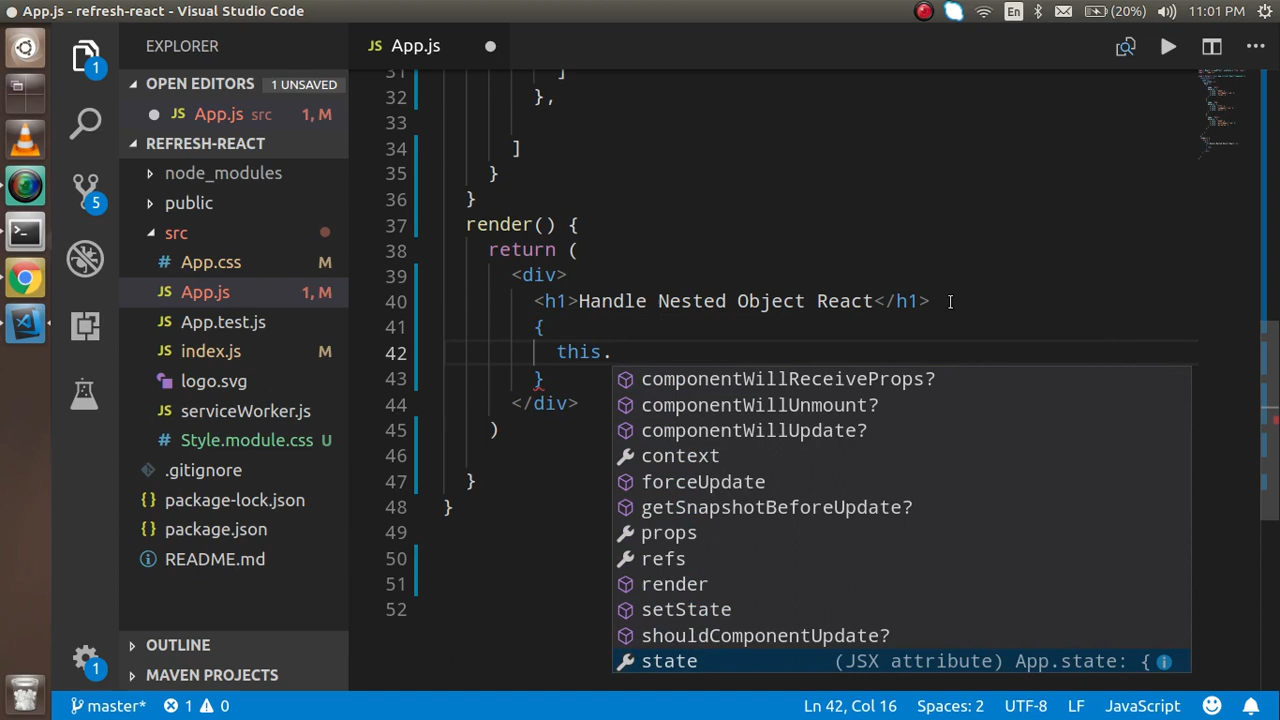 App.js - refresh-react - Visual Studio Code
En
(20%)
11:01 PM
EXPLORER
OPEN EDITORS 1 UNSAVED
JS App.js src 1, M
REFRESH-REACT
node_modules
public
src
# App.css M
JS App.js 1, M
JS App.test.js
JS index.js M
logo.svg
JS serviceWorker.js
# Style.module.css U
.gitignore
{} package-lock.json
{} package.json
README.md
OUTLINE
MAVEN PROJECTS
1
5
1
JS App.js
31 ]
32 },
33
34 ]
35 }
36 }
37 render() {
38 return (
39 <div>
40 <h1>Handle Nested Object React</h1>
41 {
42 this.
43 }
44 </div>
45 )
46
47 }
48 }
49
50
51
52
componentWillReceiveProps?
componentWillUnmount?
componentWillUpdate?
context
forceUpdate
getSnapshotBeforeUpdate?
props
refs
render
setState
shouldComponentUpdate?
state (JSX attribute) App.state: {
master* 1 0 Ln 42, Col 16 Spaces: 2 UTF-8 LF JavaScript